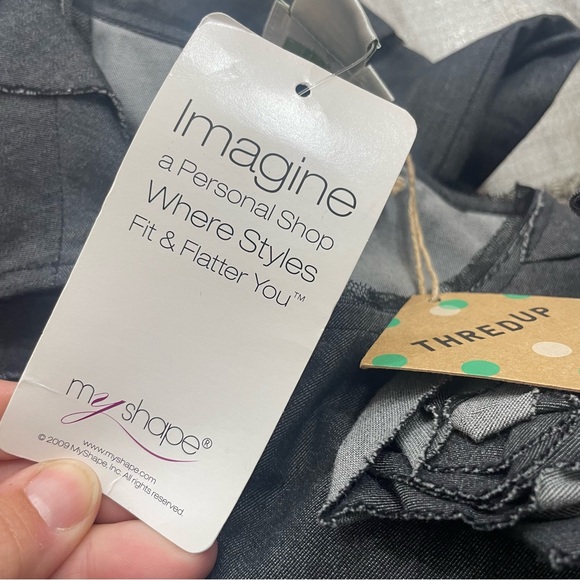 Imagine
a Personal Shop
Where Styles
Fit & Flatter You™
myshape®
www.myshape.com
© 2009 MyShape, Inc. All rights reserved.
THREDUP